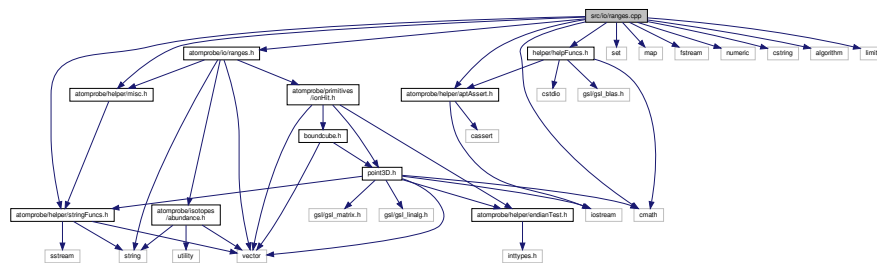 src/io/ranges.cpp
atomprobe/io/ranges.h
helper/helpFuncs.h
set
map
fstream
numeric
cstring
algorithm
limit
atomprobe/helper/misc.h
atomprobe/primitives
/ionHit.h
atomprobe/helper/aptAssert.h
cstdio
gsl/gsl_blas.h
boundcube.h
cassert
point3D.h
atomprobe/helper/stringFuncs.h
atomprobe/isotopes
/abundance.h
gsl/gsl_matrix.h
gsl/gsl_linalg.h
atomprobe/helper/endianTest.h
iostream
cmath
sstream
string
utility
vector
inttypes.h